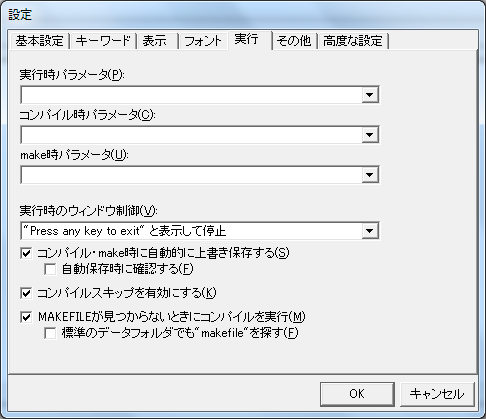 設定
基本設定 キーワード 表示 フォント 実行 その他 高度な設定
実行時パラメータ(P):
コンパイル時パラメータ(C):
make時パラメータ(U):
実行時のウィンドウ制御(V):
"Press any key to exit" と表示して停止
コンパイル・make時に自動的に上書き保存する(S)
自動保存時に確認する(F)
コンパイルスキップを有効にする(K)
MAKEFILEが見つからないときにコンパイルを実行(M)
標準のデータフォルダでも"makefile"を探す(F)
OK キャンセル